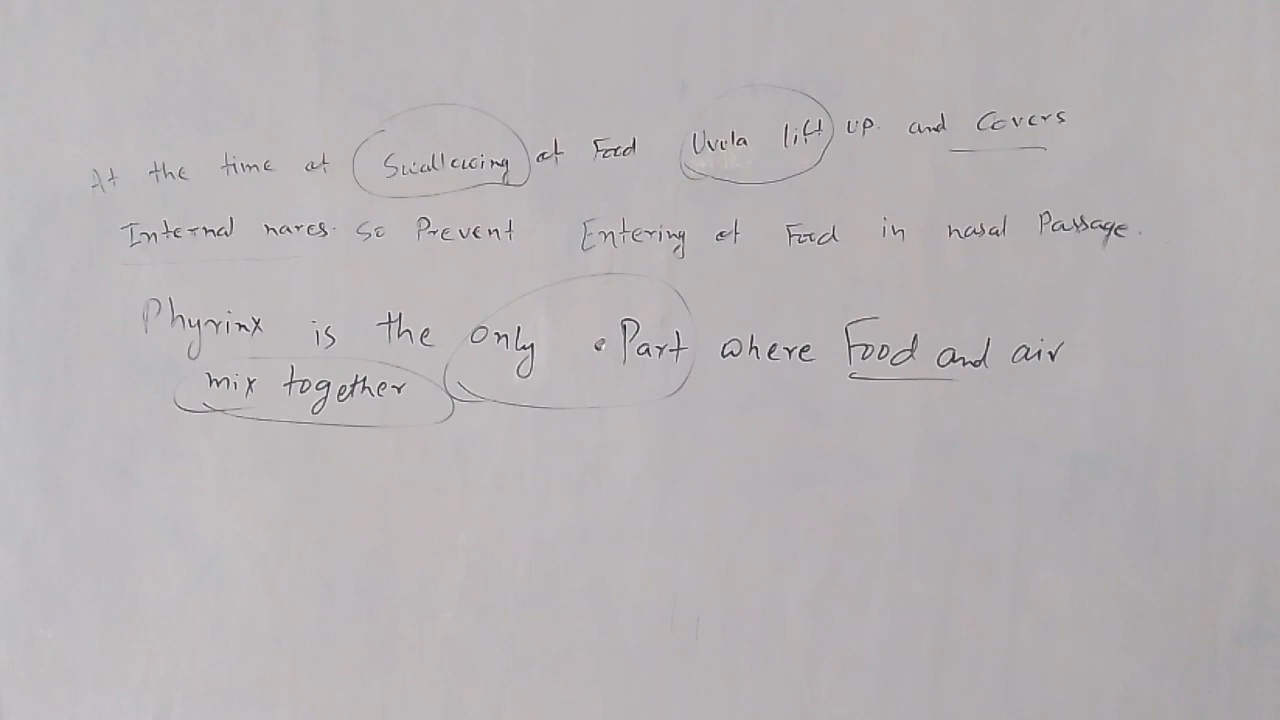 At the time of Swallowing of Food Uvula lift up. and Covers
Internal nares. So Prevent Entering of Food in nasal Passage.
Phyrinx is the only Part where Food and air
mix together